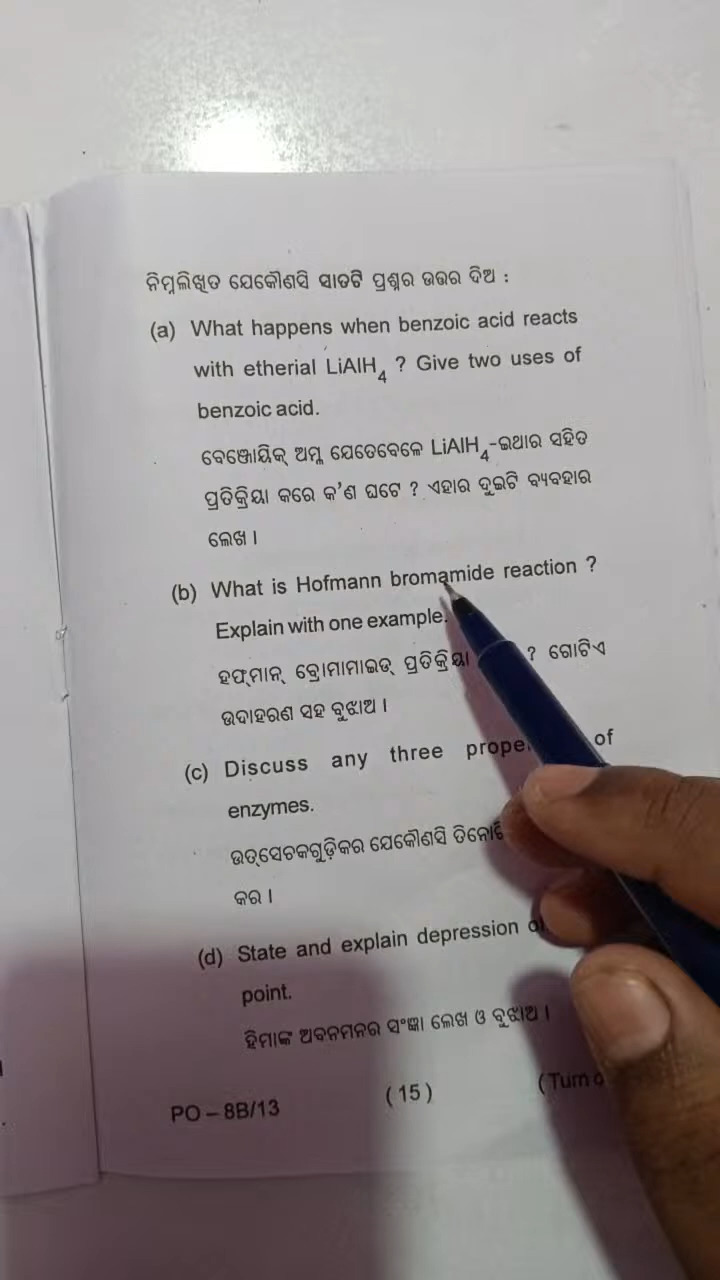 ନିମ୍ନଲିଖିତ ଯେକୌଣସି ସାତଟି ପ୍ରଶ୍ନର ଉତ୍ତର ଦିଅ :
(a) What happens when benzoic acid reacts
with etherial LiAlH4 ? Give two uses of
benzoic acid.
ବେଞ୍ଜୋୟିକ୍ ଅମ୍ଳ ଯେତେବେଳେ LiAlH4-ଇଥାର ସହିତ
ପ୍ରତିକ୍ରିୟା କରେ କ'ଣ ଘଟେ ? ଏହାର ଦୁଇଟି ବ୍ୟବହାର
ଲେଖ ।
(b) What is Hofmann bromamide reaction ?
Explain with one example.
ହଫ୍‌ମାନ୍ ବ୍ରୋମାମାଇଡ୍ ପ୍ରତିକ୍ରିୟା ? ଗୋଟିଏ
ଉଦାହରଣ ସହ ବୁଝାଅ ।
(c) Discuss any three of
enzymes.
ଉତ୍‌ସେଚକଗୁଡ଼ିକର ଯେକୌଣସି
କର ।
(d) State and explain depression
point.
ହିମାଙ୍କ ଅବନମନର ସଂଜ୍ଞା ଲେଖ ଓ ବୁଝାଅ ।
PO – 8B/13 (15) (Turn